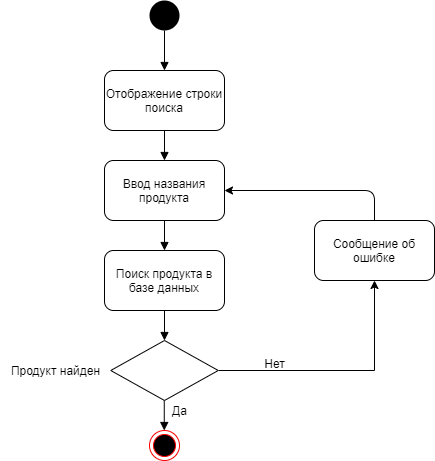 Отображение строки
поиска
Ввод названия
продукта
Сообщение об
ошибке
Поиск продукта в
базе данных
Продукт найден
Нет
Да